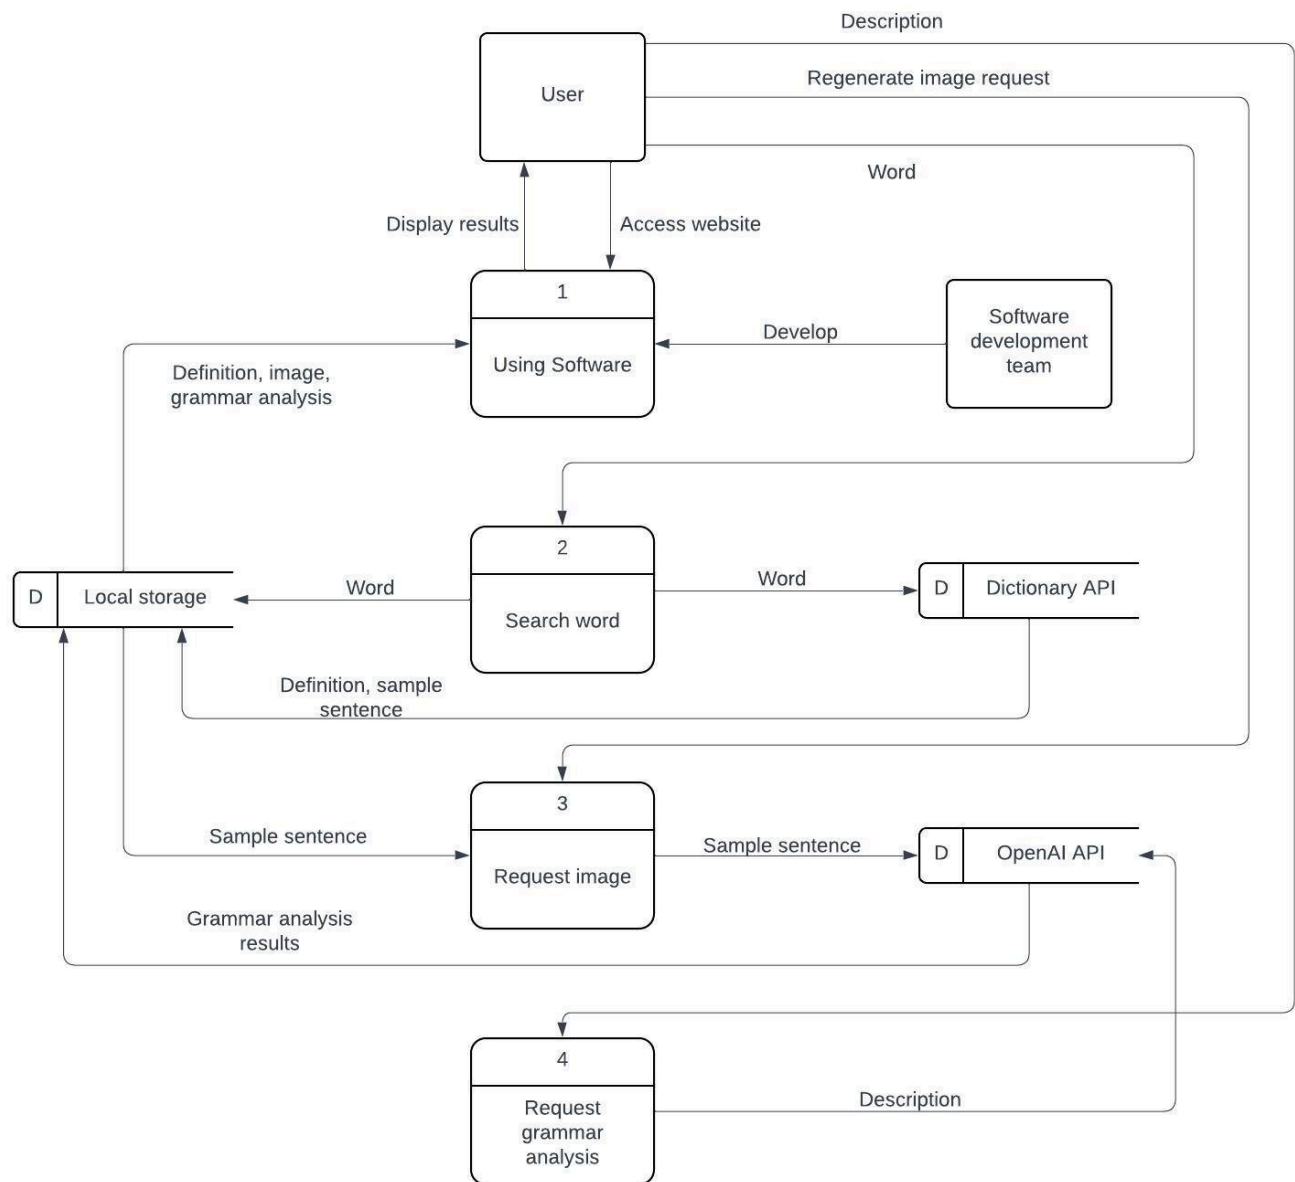 Description
User
Regenerate image request
Word
Display results
Access website
1
Using Software
Develop
Software
development
team
Definition, image,
grammar analysis
2
Search word
D
Local storage
Word
Word
D
Dictionary API
Definition, sample
sentence
3
Request image
Sample sentence
Sample sentence
D
OpenAI API
Grammar analysis
results
4
Request
grammar
analysis
Description